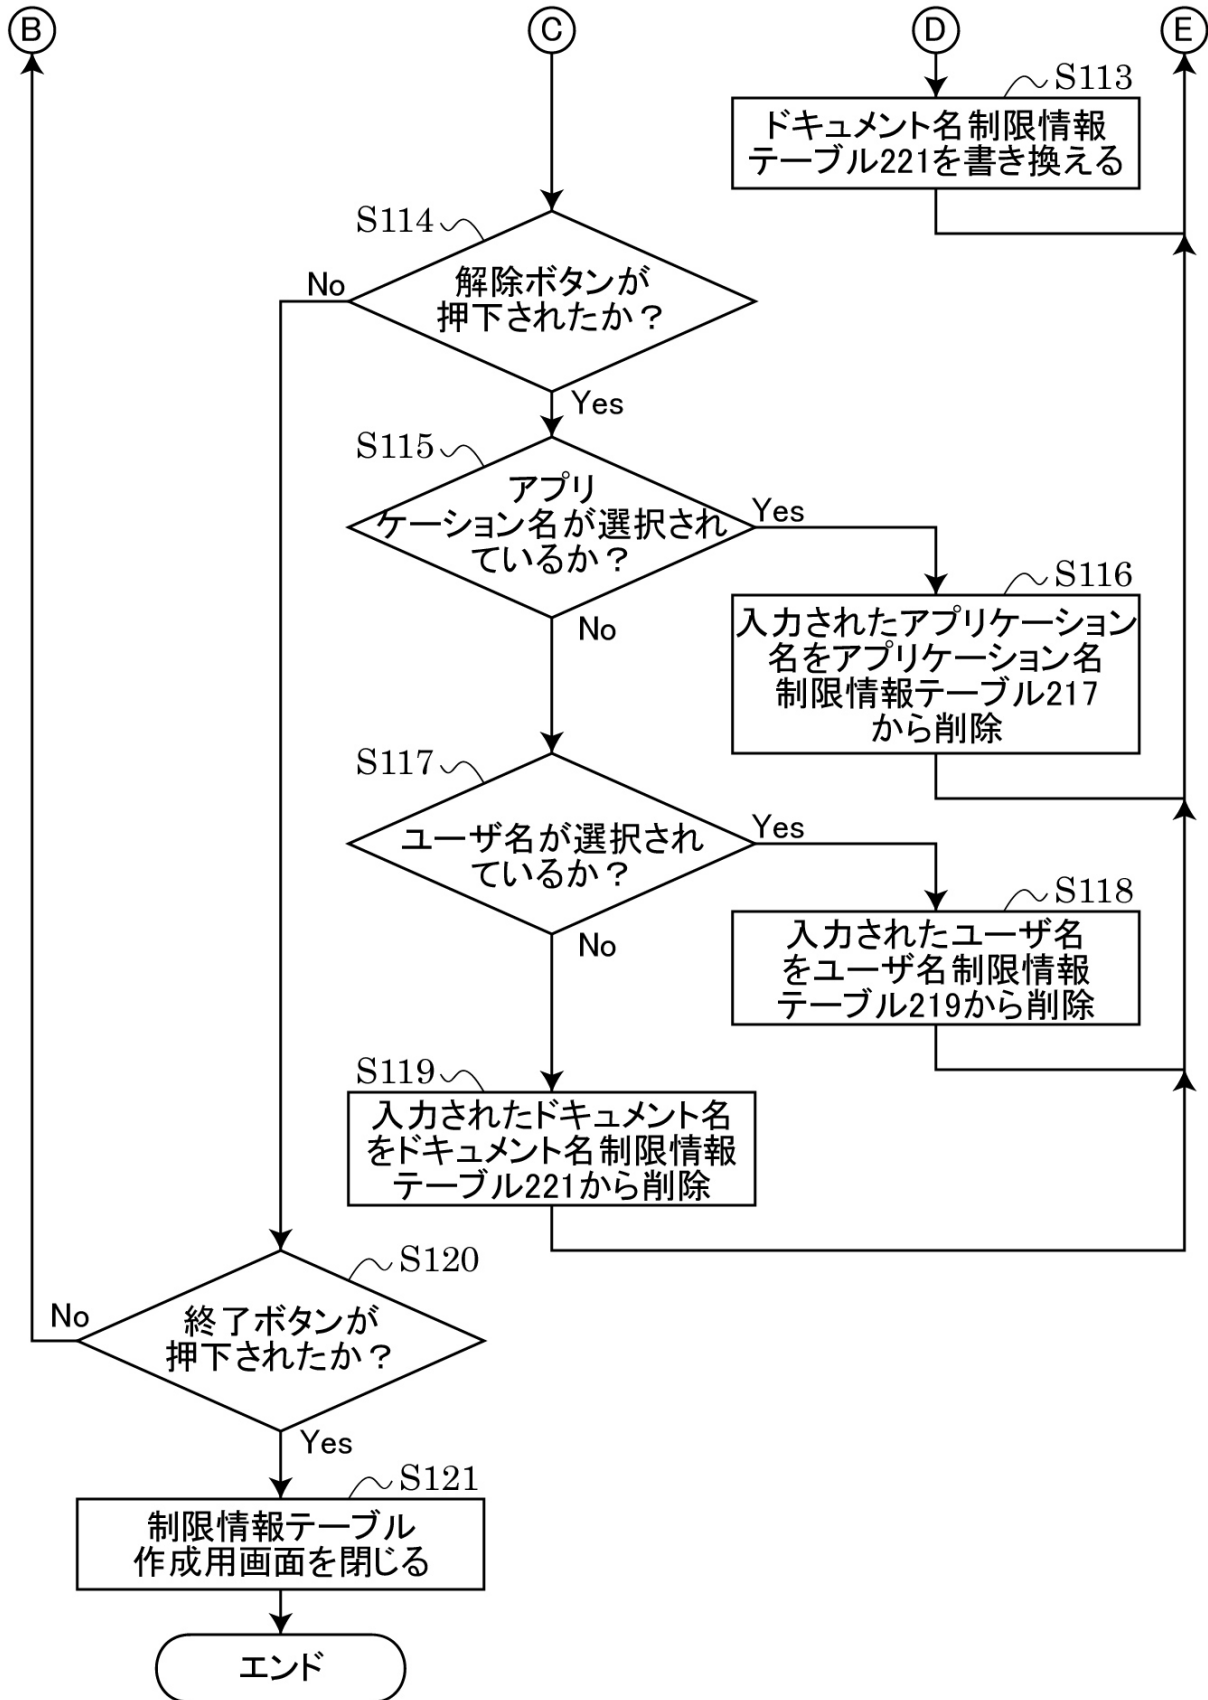 B
C
D
E
S113
ドキュメント名制限情報
テーブル221を書き換える
S114
No
解除ボタンが
押下されたか？
Yes
S115
アプリ
ケーション名が選択され
ているか？
Yes
No
S116
入力されたアプリケーション
名をアプリケーション名
制限情報テーブル217
から削除
S117
ユーザ名が選択され
ているか？
Yes
No
S118
入力されたユーザ名
をユーザ名制限情報
テーブル219から削除
S119
入力されたドキュメント名
をドキュメント名制限情報
テーブル221から削除
S120
No
終了ボタンが
押下されたか？
Yes
S121
制限情報テーブル
作成用画面を閉じる
エンド